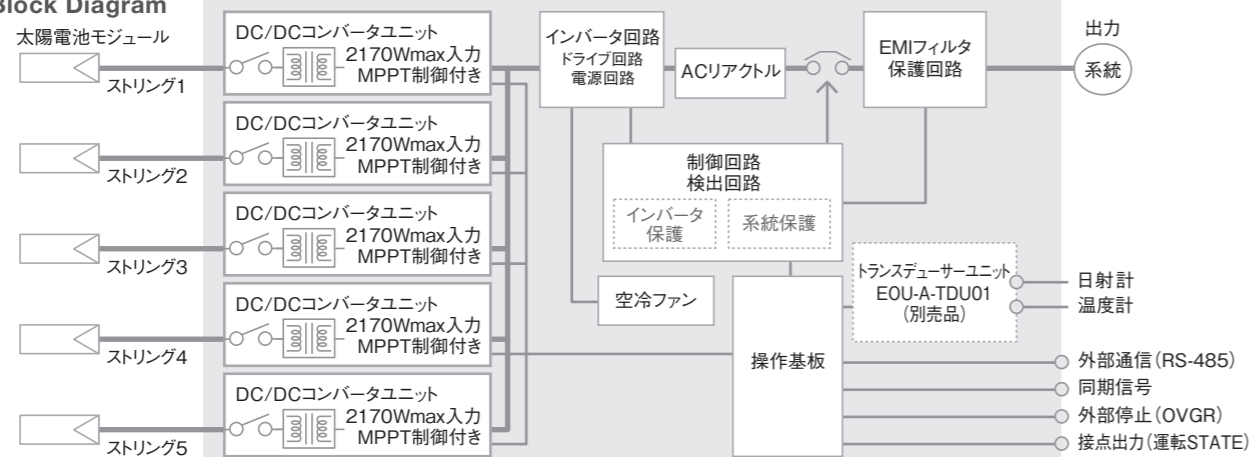 Block Diagram
太陽電池モジュール
ストリング1
ストリング2
ストリング3
ストリング4
ストリング5
DC/DCコンバータユニット
2170Wmax入力
MPPT制御付き
DC/DCコンバータユニット
2170Wmax入力
MPPT制御付き
DC/DCコンバータユニット
2170Wmax入力
MPPT制御付き
DC/DCコンバータユニット
2170Wmax入力
MPPT制御付き
DC/DCコンバータユニット
2170Wmax入力
MPPT制御付き
インバータ回路
ドライブ回路
電源回路
ACリアクトル
EMIフィルタ
保護回路
出力
系統
制御回路
検出回路
インバータ
保護
系統保護
空冷ファン
トランスデューサーユニット
EOU-A-TDU01
(別売品)
操作基板
日射計
温度計
外部通信(RS-485)
同期信号
外部停止(OVGR)
接点出力(運転STATE)